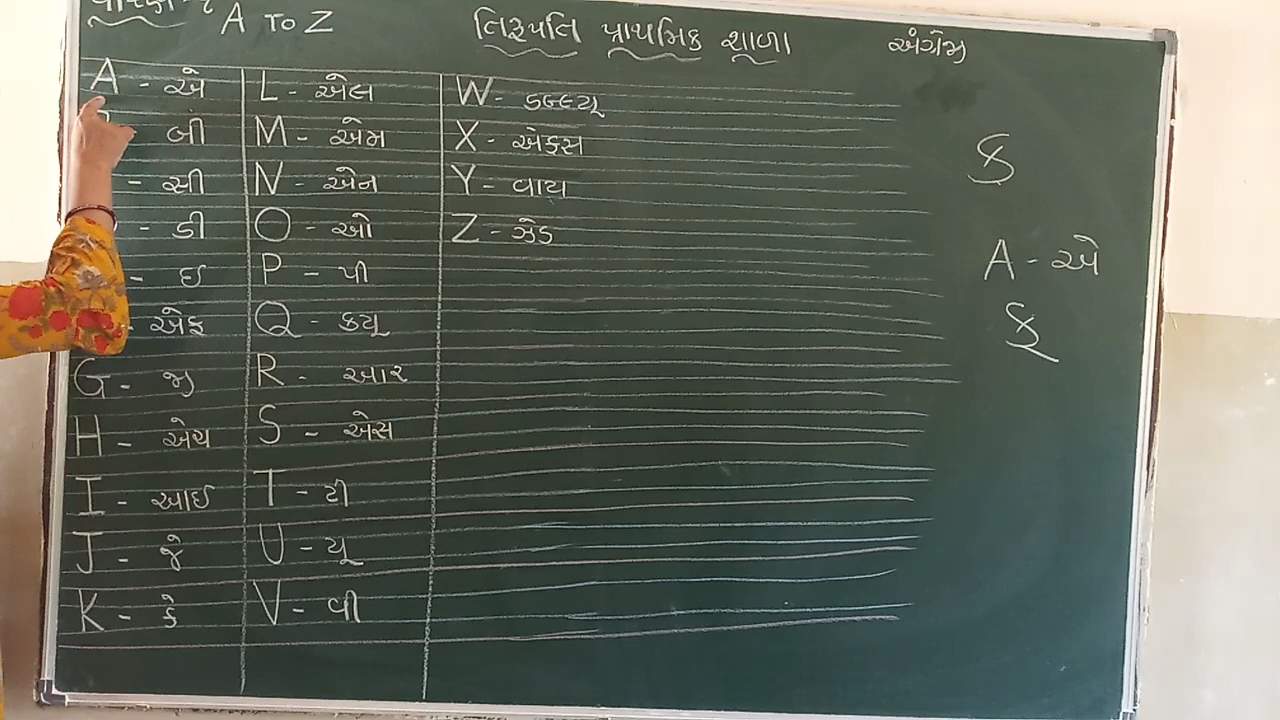 A TO Z
તિરૂપતિ પ્રાથમિક શાળા
A - એ
બી
- સી
- ડી
- ઇ
- એફ
G - જી
H - એચ
I - આઈ
J - જે
K - કે
L - એલ
M - એમ
N - એન
O - ઓ
P - પી
Q - ક્યૂ
R - આર
S - એસ
T - ટી
U - યૂ
V - વી
W - ડબ્લ્યૂ
X - એક્સ
Y - વાય
Z - ઝેડ
ક
A - એ
ક્